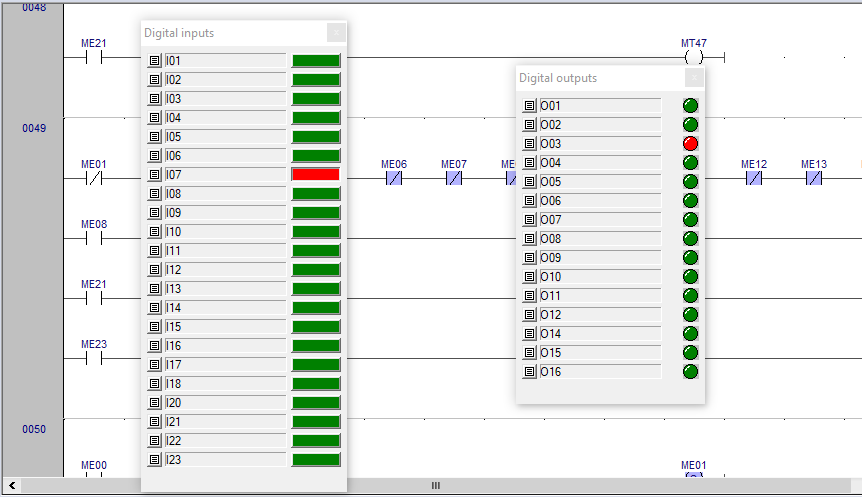 0048
ME21
MT47
0049
ME01
ME06
ME07
ME12
ME13
ME08
ME21
ME23
0050
ME00
ME01
Digital inputs
I01
I02
I03
I04
I05
I06
I07
I08
I09
I10
I11
I12
I13
I14
I15
I16
I17
I18
I20
I21
I22
I23
Digital outputs
O01
O02
O03
O04
O05
O06
O07
O08
O09
O10
O11
O12
O14
O15
O16